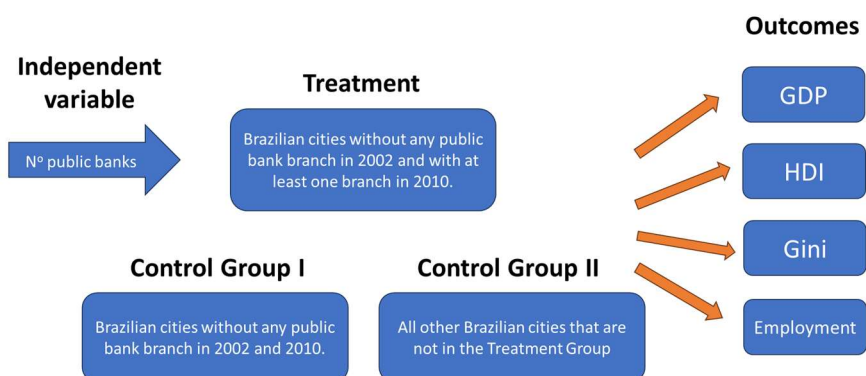 Outcomes
Independent
variable
Treatment
GDP
Nº public banks
Brazilian cities without any public
bank branch in 2002 and with at
least one branch in 2010.
HDI
Gini
Control Group I
Control Group II
Brazilian cities without any public
bank branch in 2002 and 2010.
All other Brazilian cities that are
not in the Treatment Group
Employment